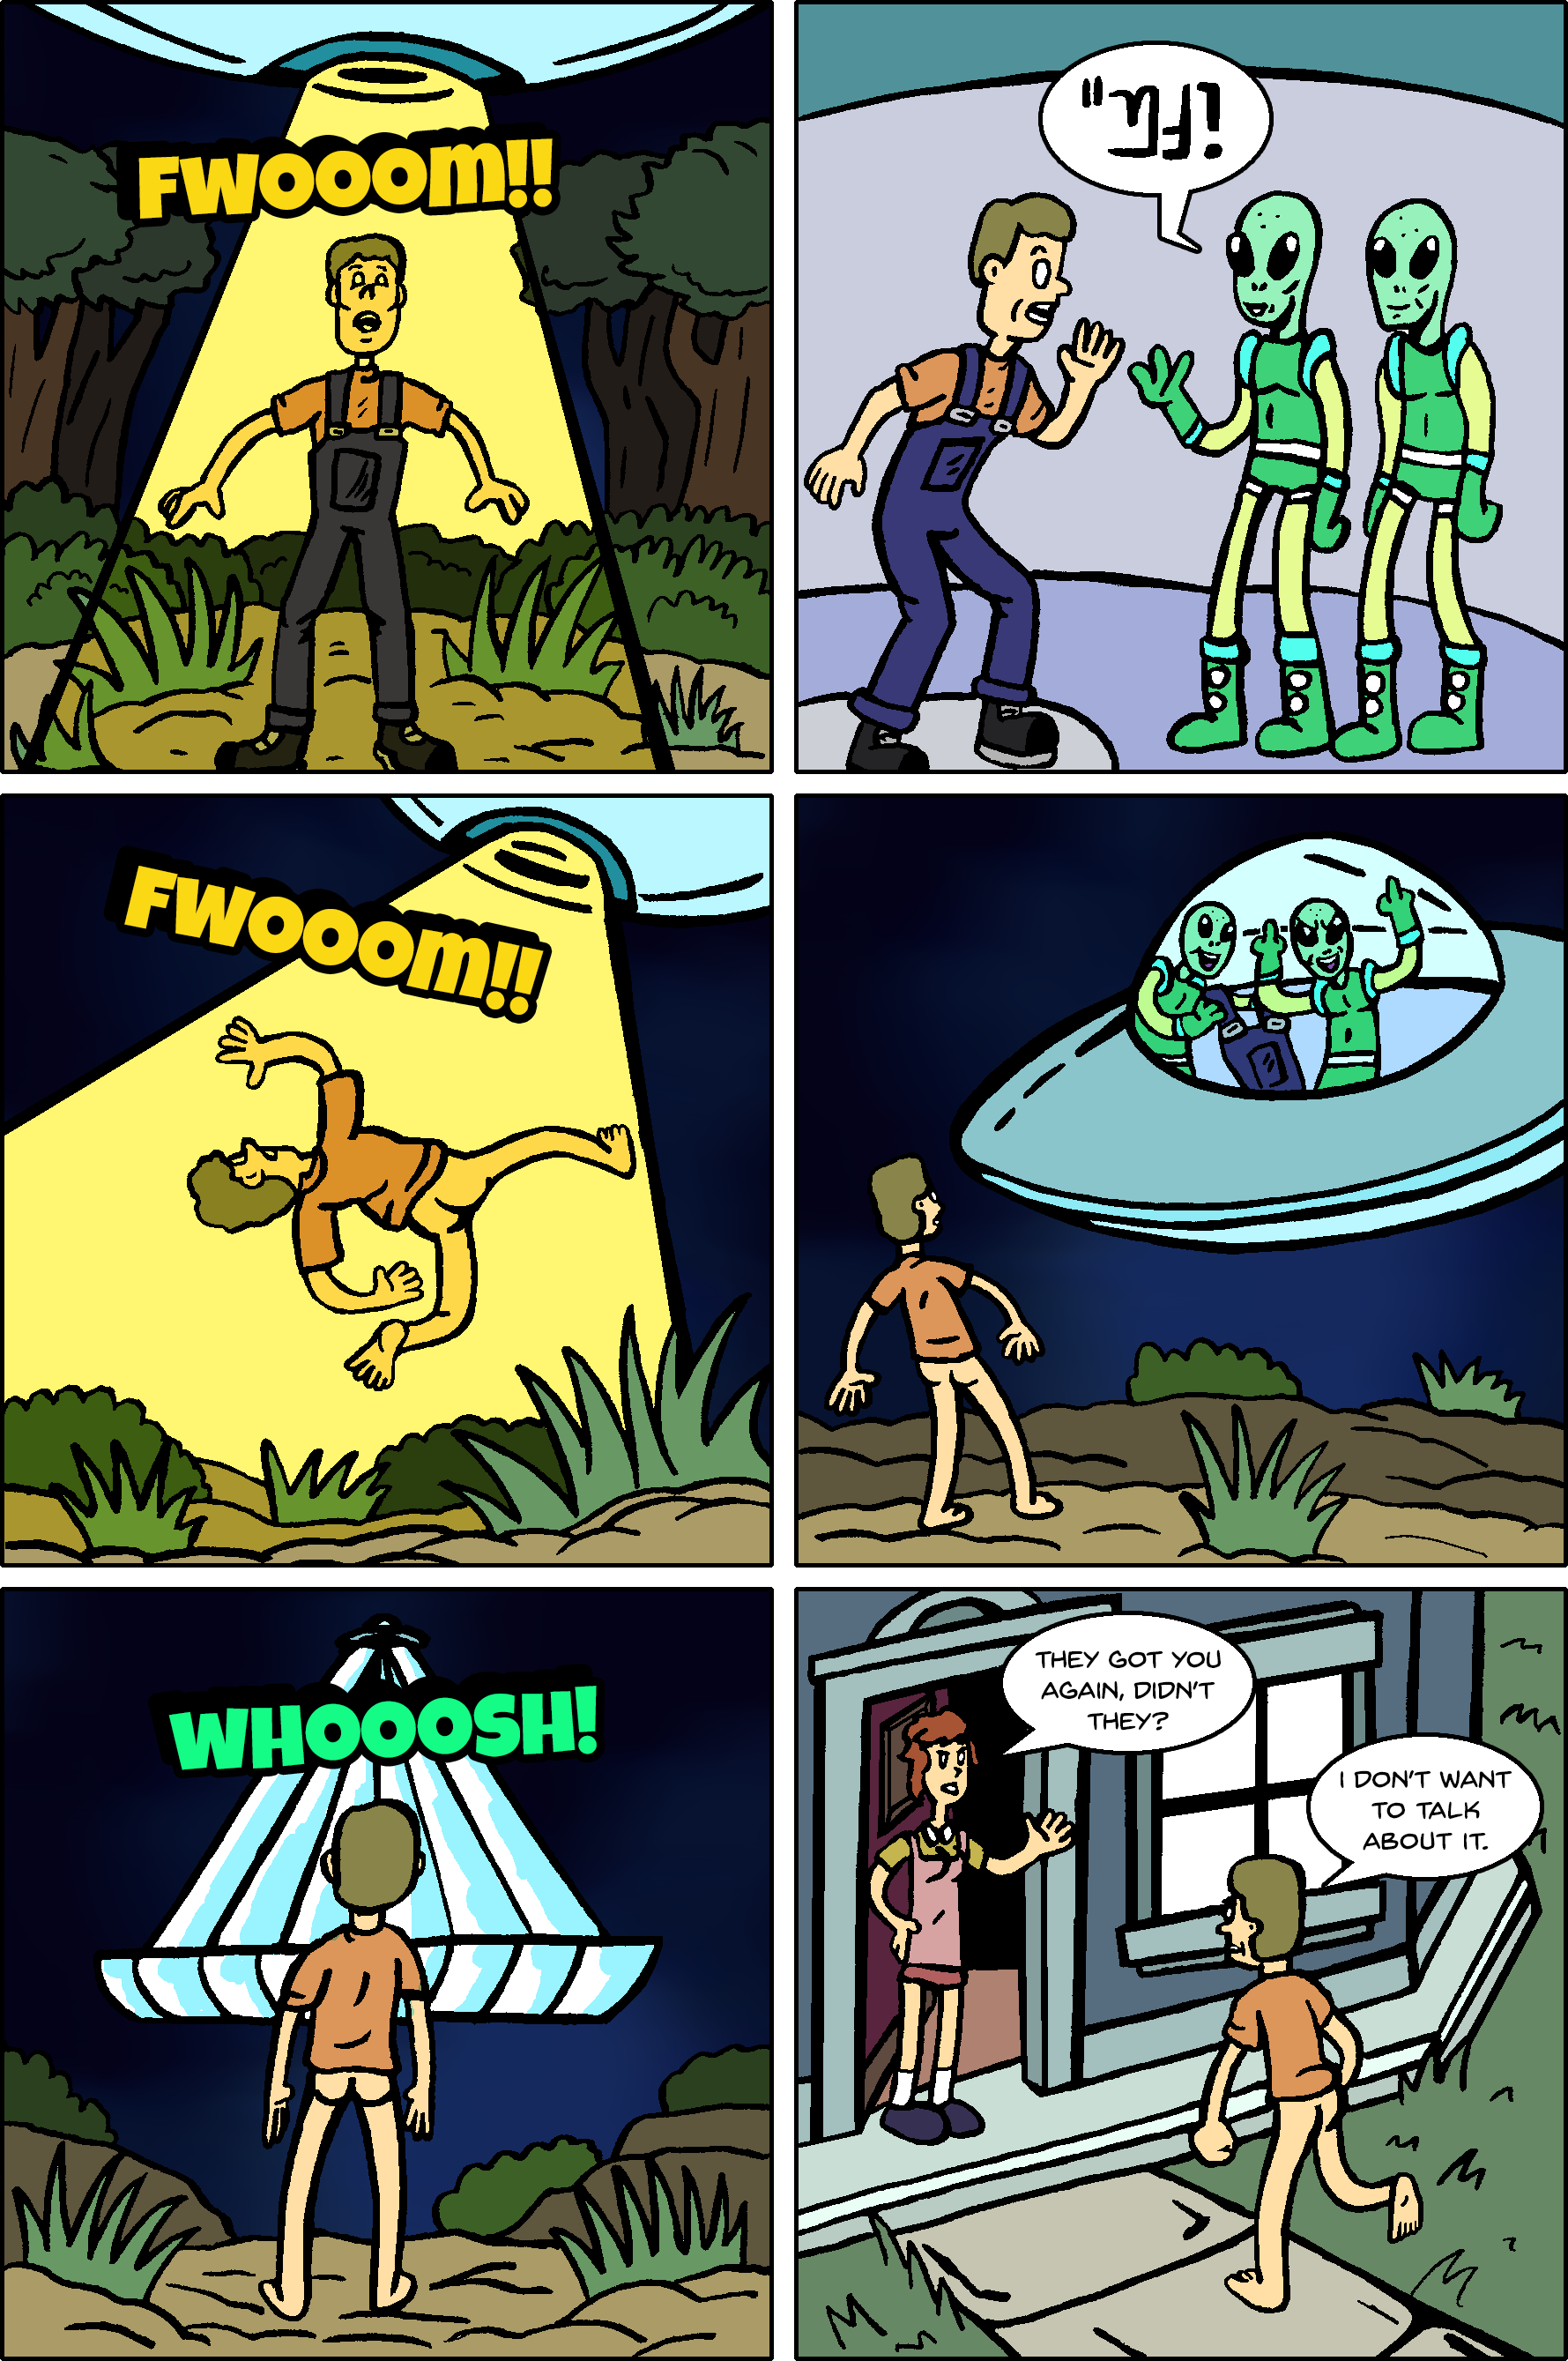 FWOOOM!!
FWOOOM!!
WHOOOSH!
THEY GOT YOU
AGAIN, DIDN'T
THEY?
I DON'T WANT
TO TALK
ABOUT IT.